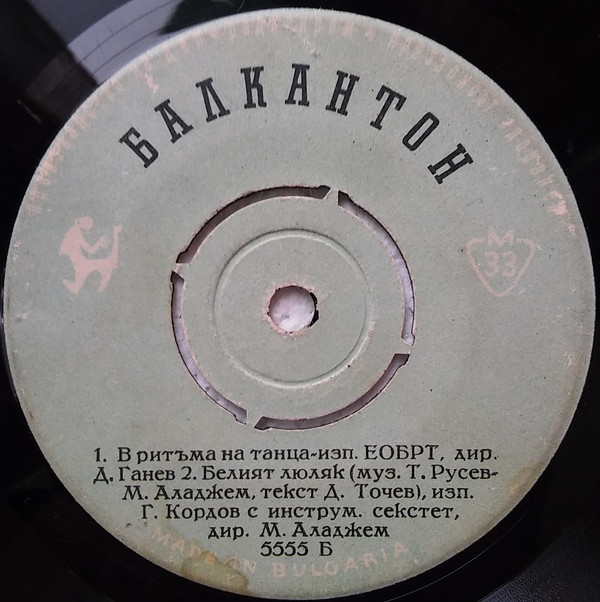 БАЛКАНТОН
М
33
1. В ритъма на танца-изп. ЕОБРТ, дир.
Д. Ганев 2. Белият люляк (муз. Т. Русев-
М. Аладжем, текст Д. Точев), изп.
Г. Кордов с инструм. секстет,
дир. М. Аладжем
5555 Б
MADE IN BULGARIA